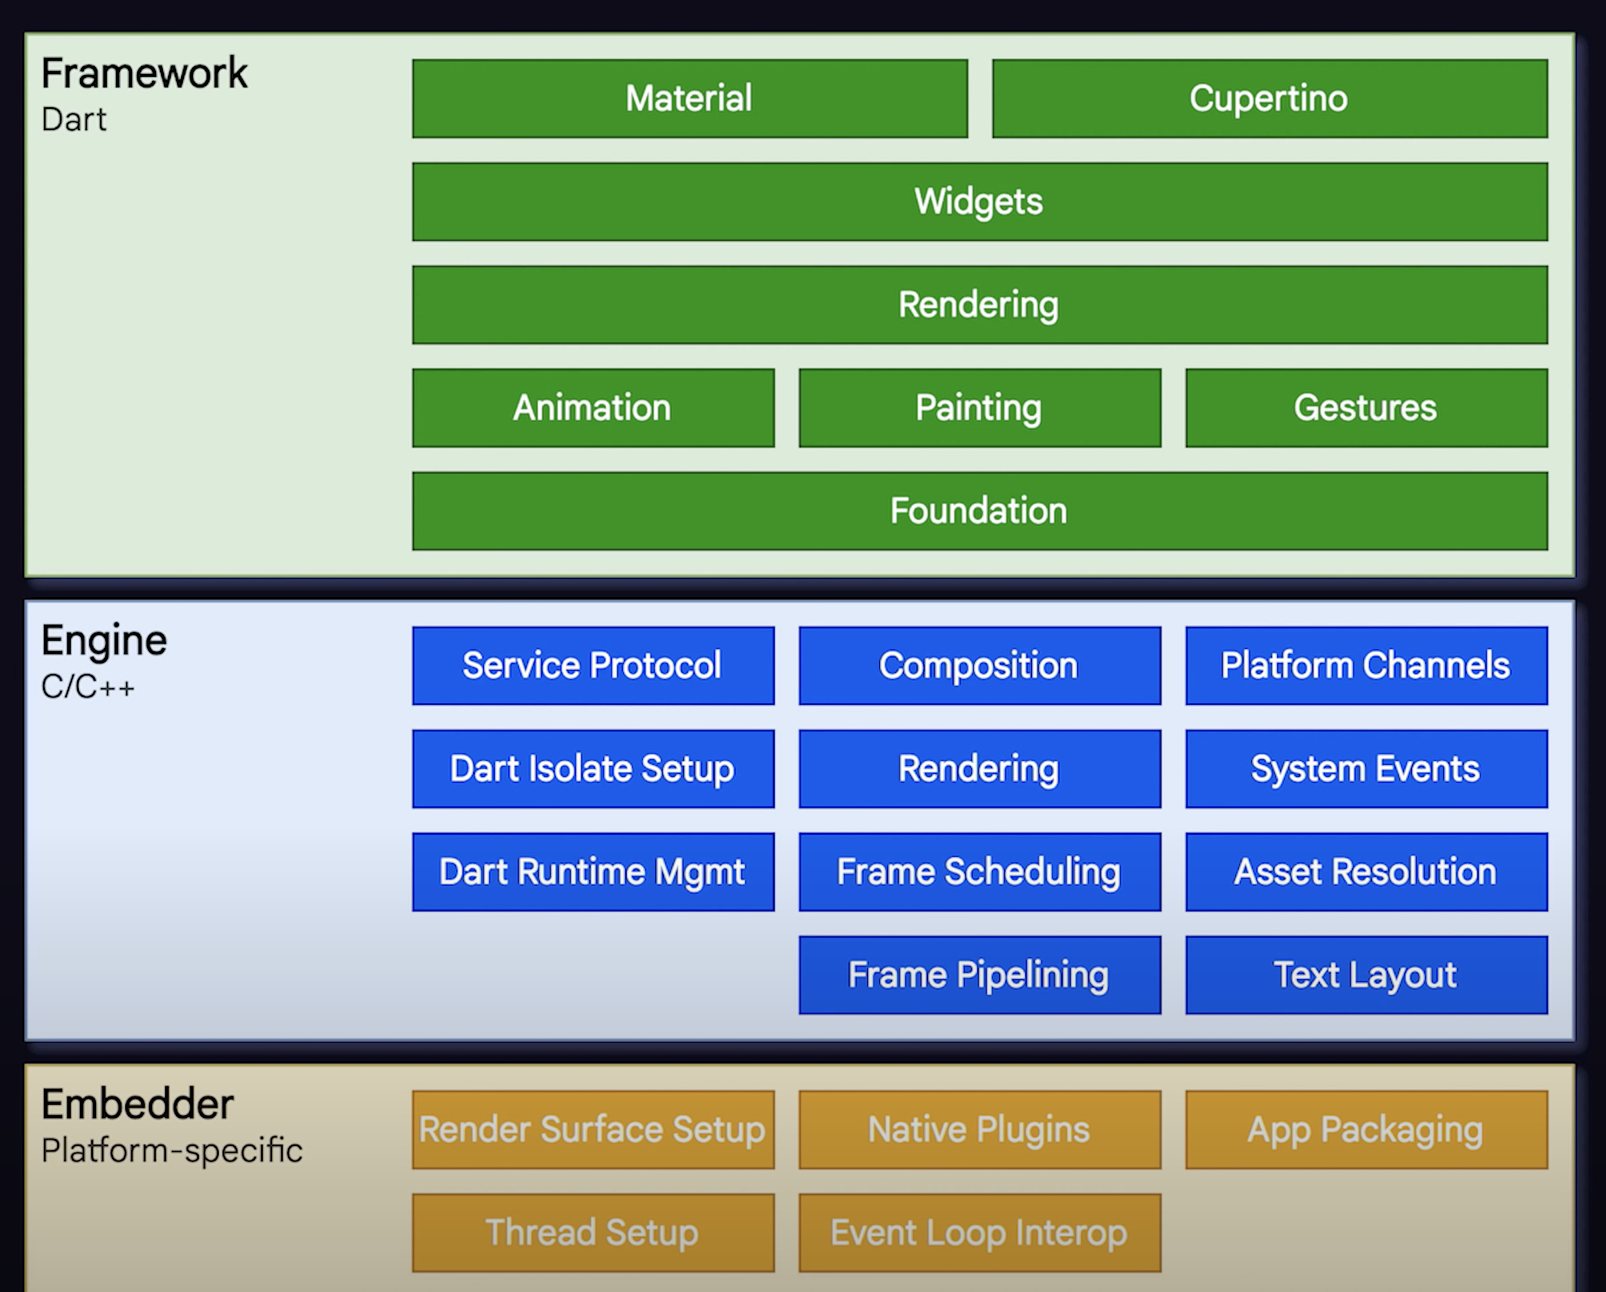 Framework
Dart
Material
Cupertino
Widgets
Rendering
Animation
Painting
Gestures
Foundation
Engine
C/C++
Service Protocol
Composition
Platform Channels
Dart Isolate Setup
Rendering
System Events
Dart Runtime Mgmt
Frame Scheduling
Asset Resolution
Frame Pipelining
Text Layout
Embedder
Platform-specific
Render Surface Setup
Native Plugins
App Packaging
Thread Setup
Event Loop Interop